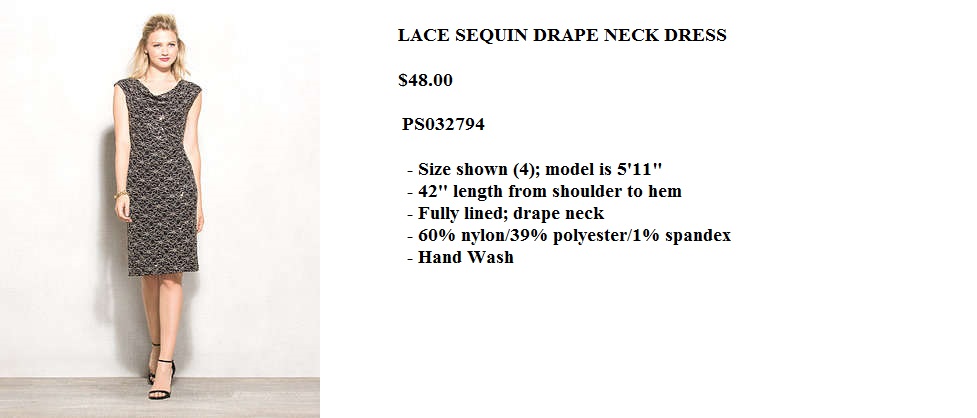 LACE SEQUIN DRAPE NECK DRESS
$48.00
PS032794
- Size shown (4); model is 5'11"
- 42" length from shoulder to hem
- Fully lined; drape neck
- 60% nylon/39% polyester/1% spandex
- Hand Wash